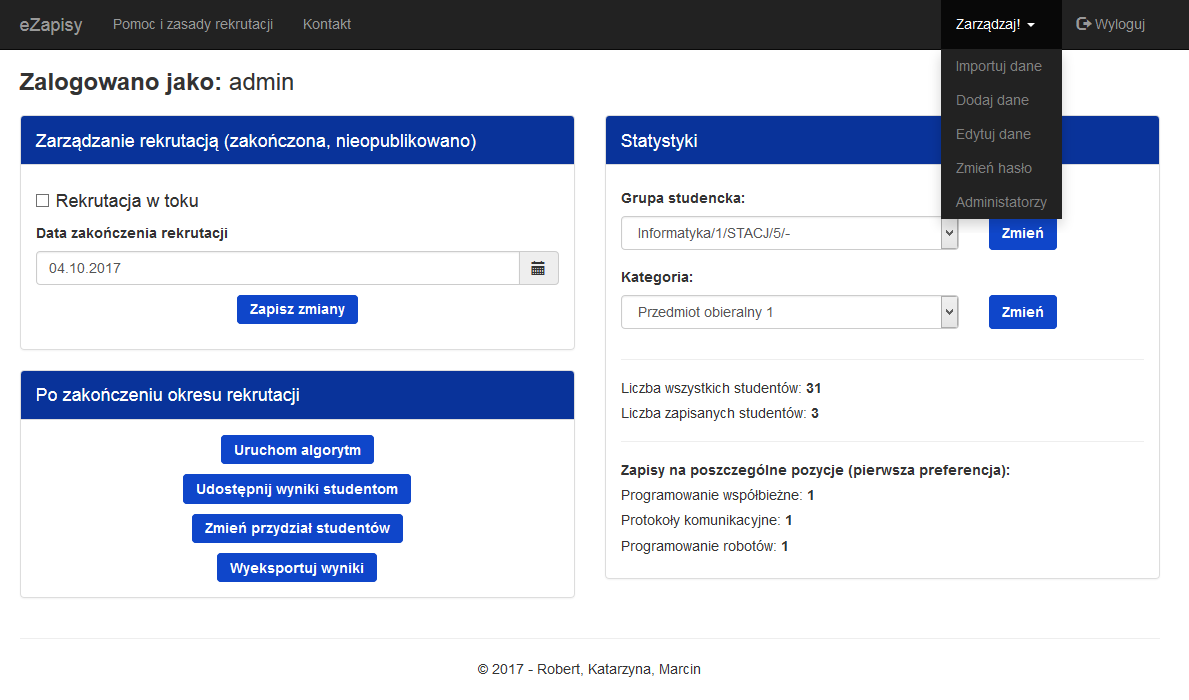 eZapisy Pomoc i zasady rekrutacji Kontakt Zarządzaj! Wyloguj
Importuj dane
Dodaj dane
Edytuj dane
Zmień hasło
Administatorzy
Zalogowano jako: admin
Zarządzanie rekrutacją (zakończona, nieopublikowano)
Rekrutacja w toku
Data zakończenia rekrutacji
04.10.2017
Zapisz zmiany
Po zakończeniu okresu rekrutacji
Uruchom algorytm
Udostępnij wyniki studentom
Zmień przydział studentów
Wyeksportuj wyniki
Statystyki
Grupa studencka:
Informatyka/1/STACJ/5/- Zmień
Kategoria:
Przedmiot obieralny 1 Zmień
Liczba wszystkich studentów: 31
Liczba zapisanych studentów: 3
Zapisy na poszczególne pozycje (pierwsza preferencja):
Programowanie współbieżne: 1
Protokoły komunikacyjne: 1
Programowanie robotów: 1
© 2017 - Robert, Katarzyna, Marcin